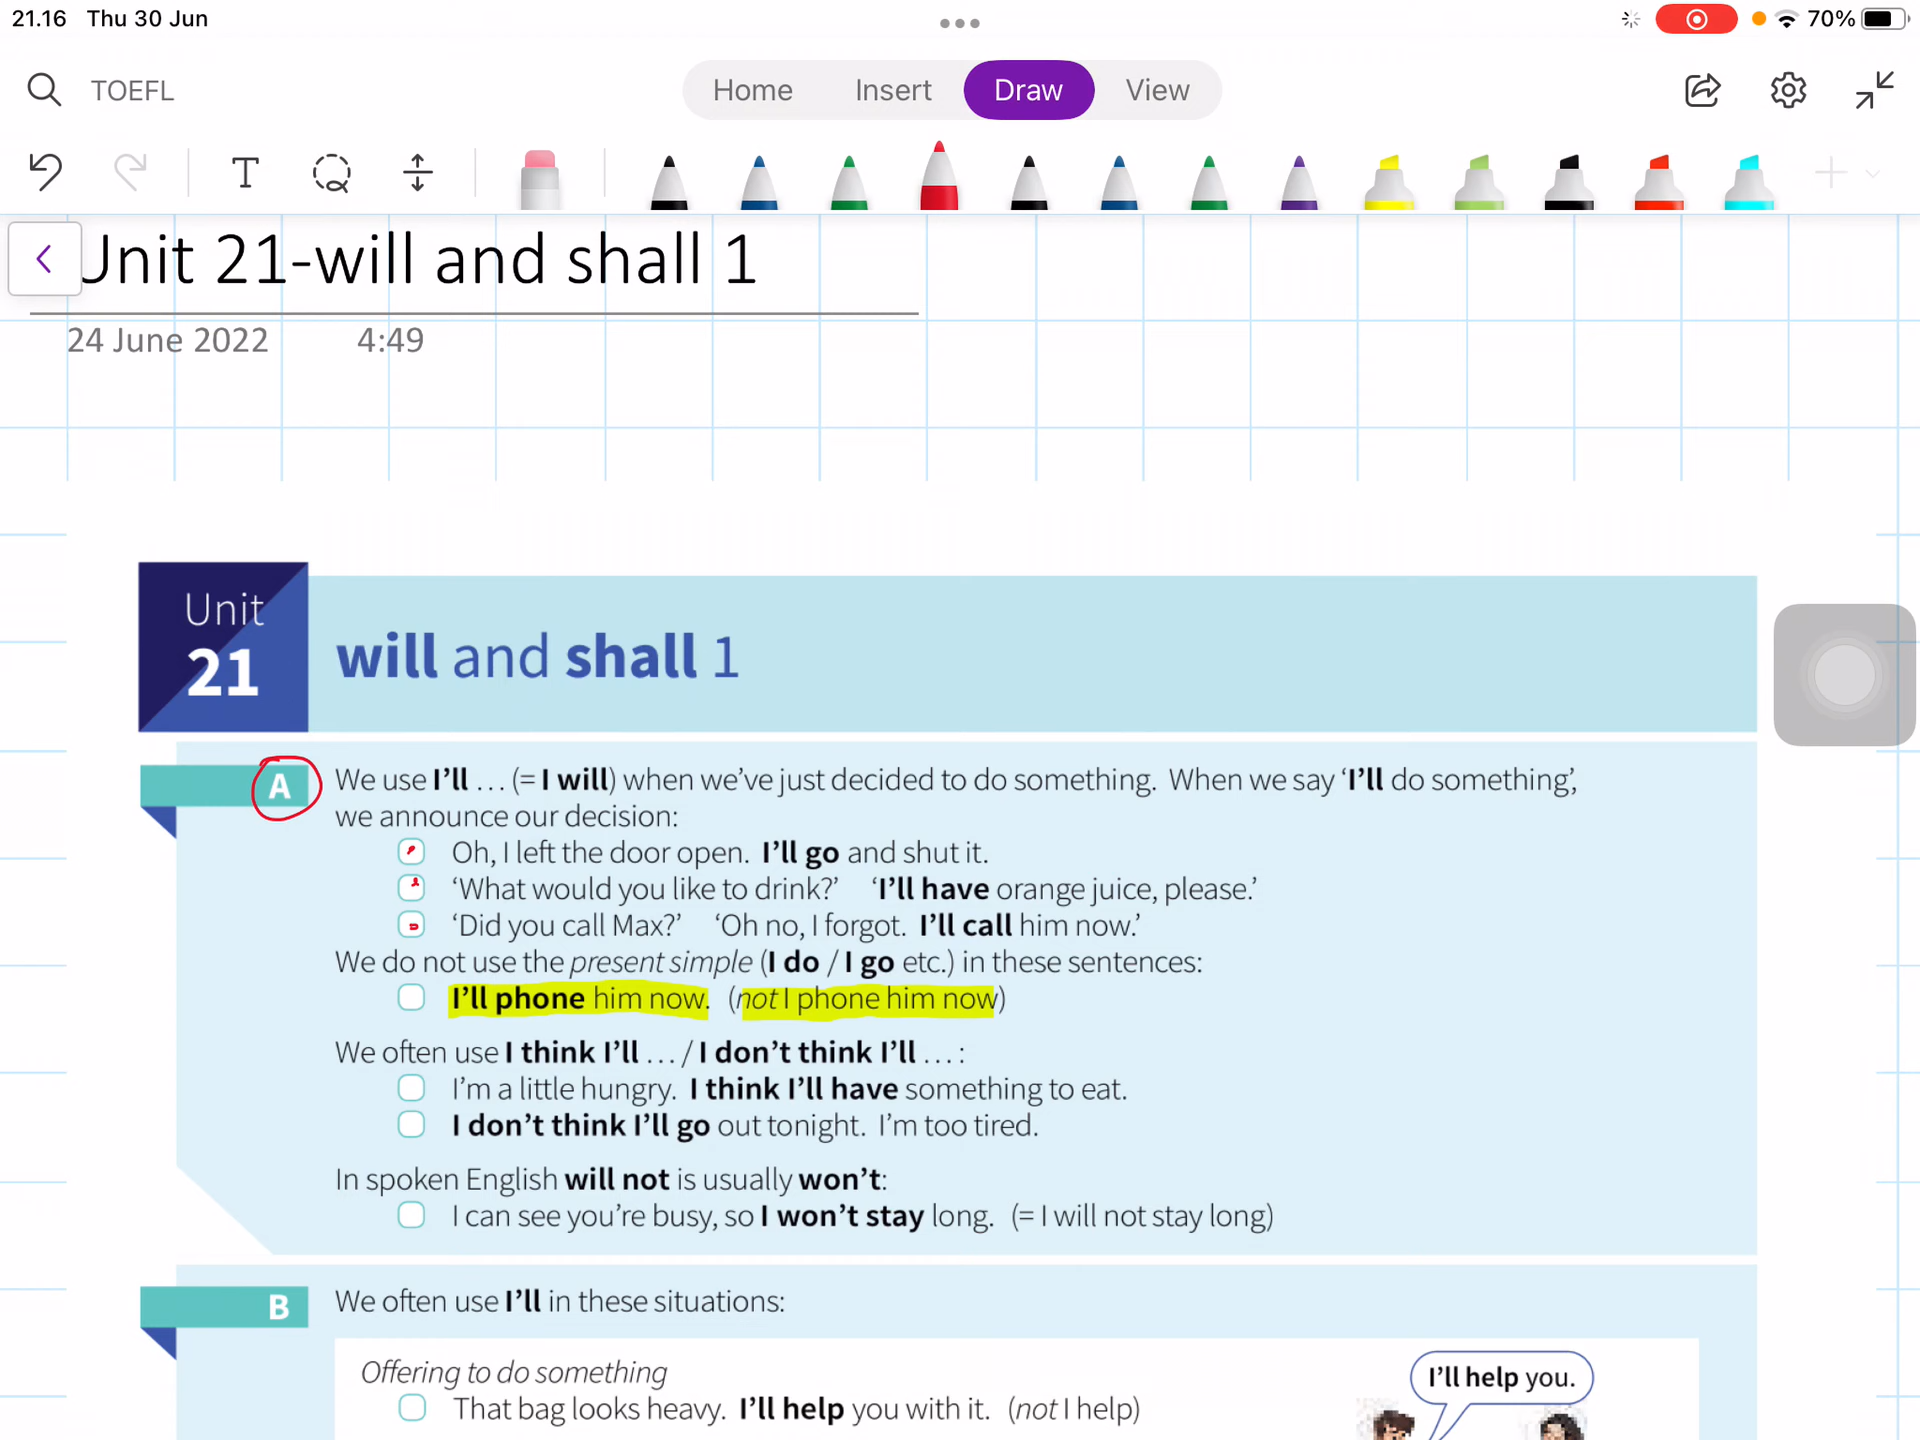 21.16 Thu 30 Jun
70%
TOEFL
Home Insert Draw View
T
Unit 21-will and shall 1
24 June 2022 4:49
Unit
21
will and shall 1
A
We use I’ll … (= I will) when we’ve just decided to do something. When we say ‘I’ll do something’,
we announce our decision:
Oh, I left the door open. I’ll go and shut it.
‘What would you like to drink?’ ‘I’ll have orange juice, please.’
‘Did you call Max?’ ‘Oh no, I forgot. I’ll call him now.’
We do not use the present simple (I do / I go etc.) in these sentences:
I’ll phone him now. (not I phone him now)
We often use I think I’ll … / I don’t think I’ll … :
I’m a little hungry. I think I’ll have something to eat.
I don’t think I’ll go out tonight. I’m too tired.
In spoken English will not is usually won’t:
I can see you’re busy, so I won’t stay long. (= I will not stay long)
B
We often use I’ll in these situations:
Offering to do something
That bag looks heavy. I’ll help you with it. (not I help)
I’ll help you.